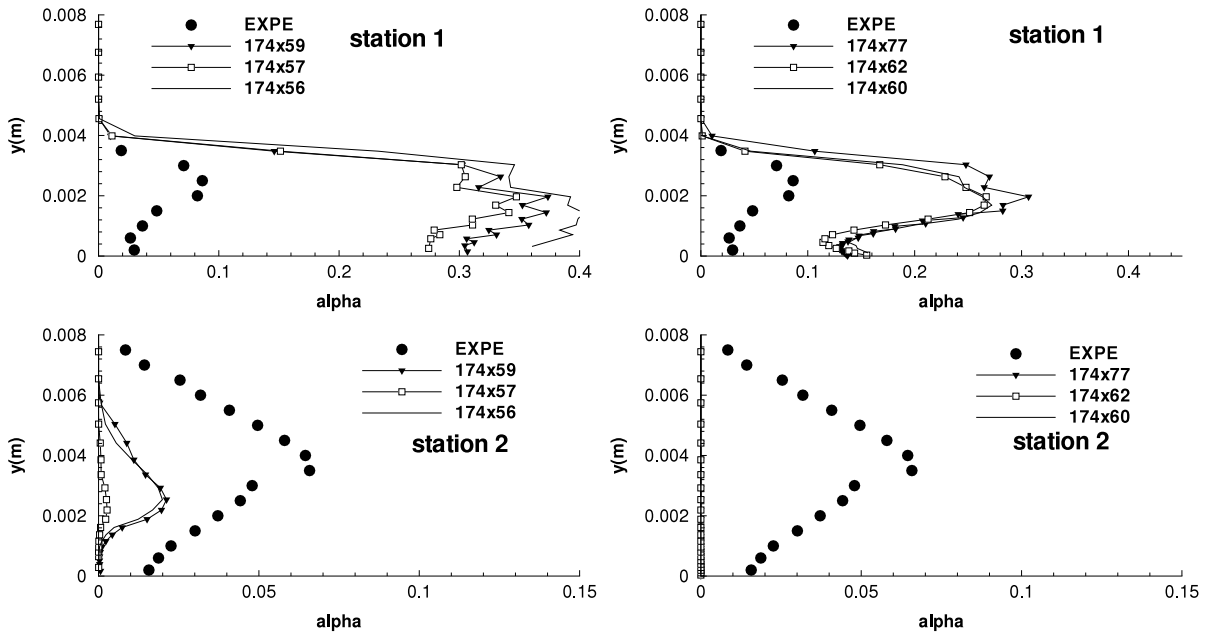 EXPE
174x59
174x57
174x56
station 1
0.008
0.006
0.004
0.002
0
y(m)
0
0.1
0.2
0.3
0.4
alpha
EXPE
174x77
174x62
174x60
station 1
0.008
0.006
0.004
0.002
0
y(m)
0
0.1
0.2
0.3
0.4
alpha
EXPE
174x59
174x57
174x56
station 2
0.008
0.006
0.004
0.002
0
y(m)
0
0.05
0.1
0.15
alpha
EXPE
174x77
174x62
174x60
station 2
0.008
0.006
0.004
0.002
0
y(m)
0
0.05
0.1
0.15
alpha